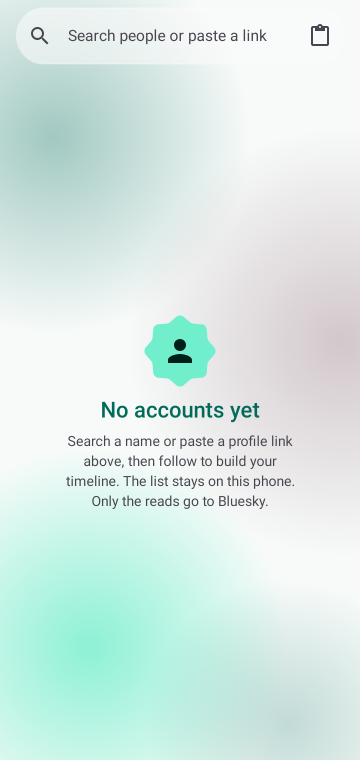 Search people or paste a link
No accounts yet
Search a name or paste a profile link
above, then follow to build your
timeline. The list stays on this phone.
Only the reads go to Bluesky.